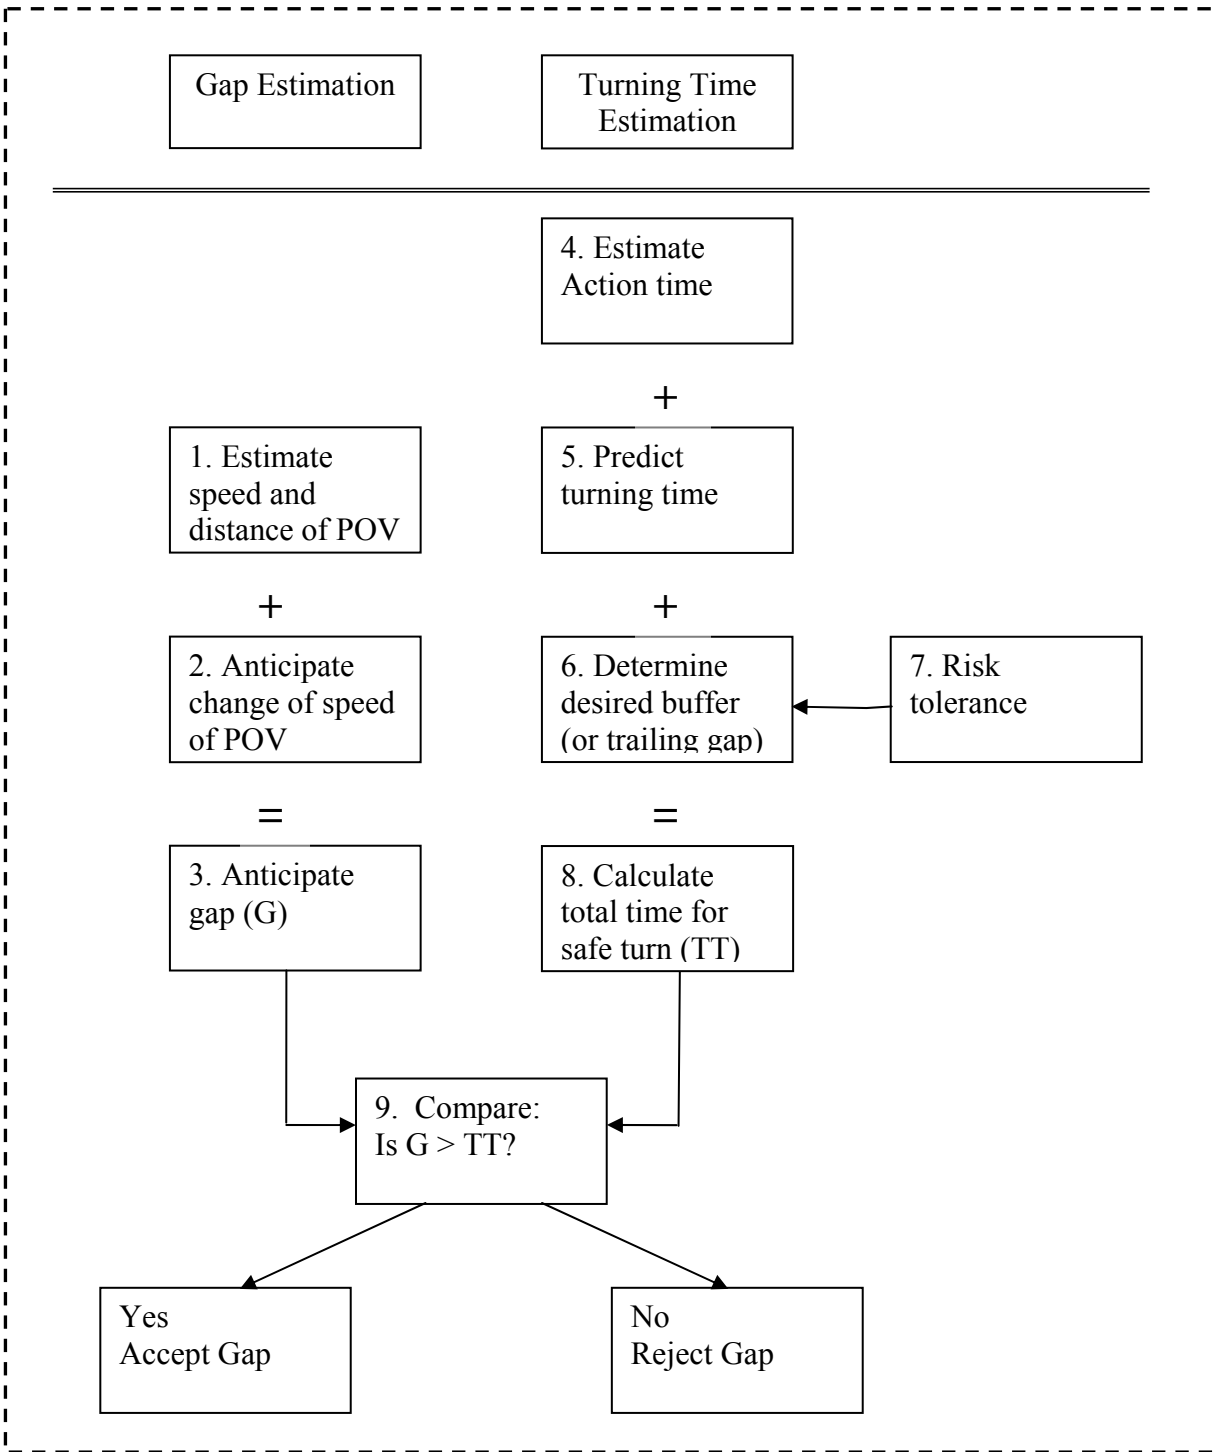 Gap Estimation
Turning Time
Estimation
4. Estimate
Action time
+
1. Estimate
speed and
distance of POV
5. Predict
turning time
+
+
2. Anticipate
change of speed
of POV
6. Determine
desired buffer
(or trailing gap)
7. Risk
tolerance
=
=
3. Anticipate
gap (G)
8. Calculate
total time for
safe turn (TT)
9. Compare:
Is G > TT?
Yes
Accept Gap
No
Reject Gap